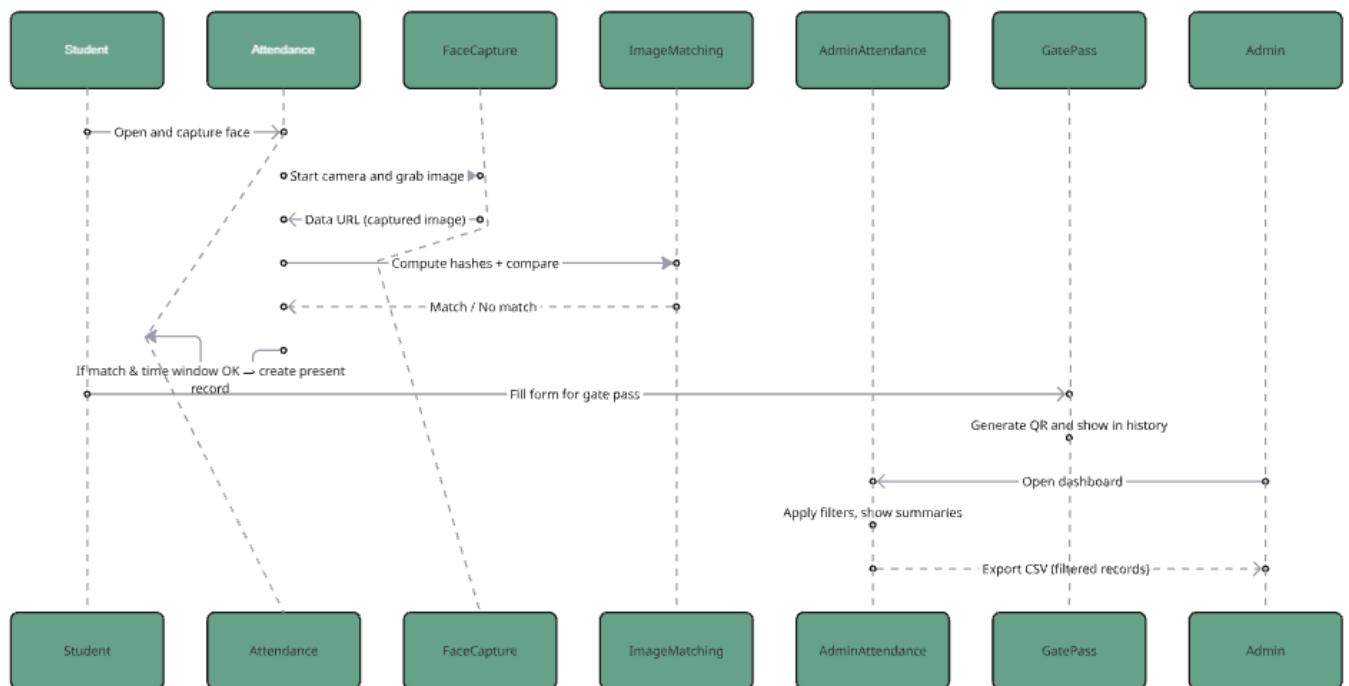 Student
Attendance
FaceCapture
ImageMatching
AdminAttendance
GatePass
Admin
Open and capture face
Start camera and grab image
Data URL (captured image)
Compute hashes + compare
Match / No match
If match & time window OK → create present
record
Fill form for gate pass
Generate QR and show in history
Open dashboard
Apply filters, show summaries
Export CSV (filtered records)
Student
Attendance
FaceCapture
ImageMatching
AdminAttendance
GatePass
Admin